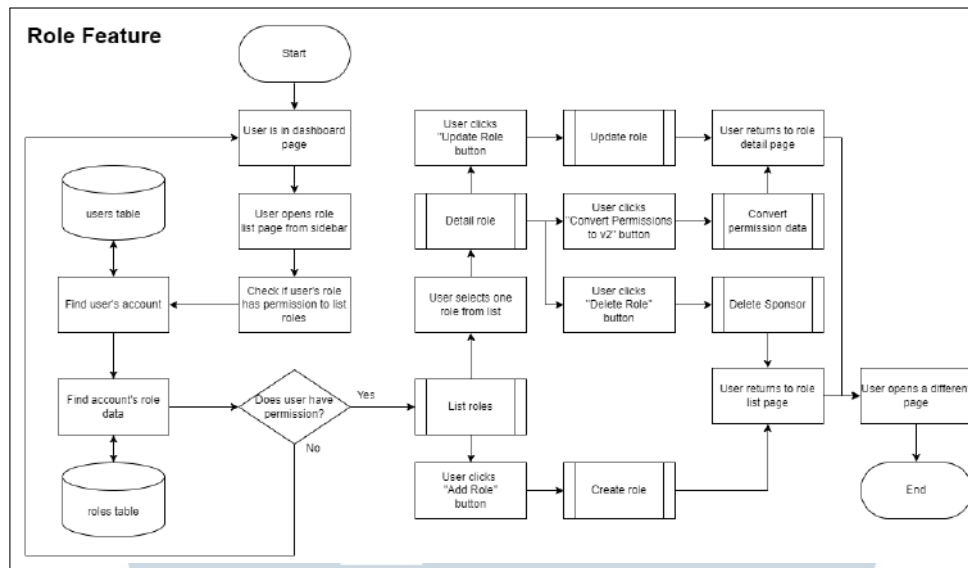 Role Feature
Start
User is in dashboard
page
users table
User opens role
list page from sidebar
Find user's account
Check if user's role
has permission to list
roles
Find account's role
data
roles table
Does user have
permission?
Yes
No
User clicks
"Update Role
button
Update role
User returns to role
detail page
Detail role
User clicks
"Convert Permissions
to v2" button
Convert
permission data
User selects one
role from list
User clicks
"Delete Role"
button
Delete Sponsor
List roles
User returns to role
list page
User opens a different
page
User clicks
"Add Role"
button
Create role
End